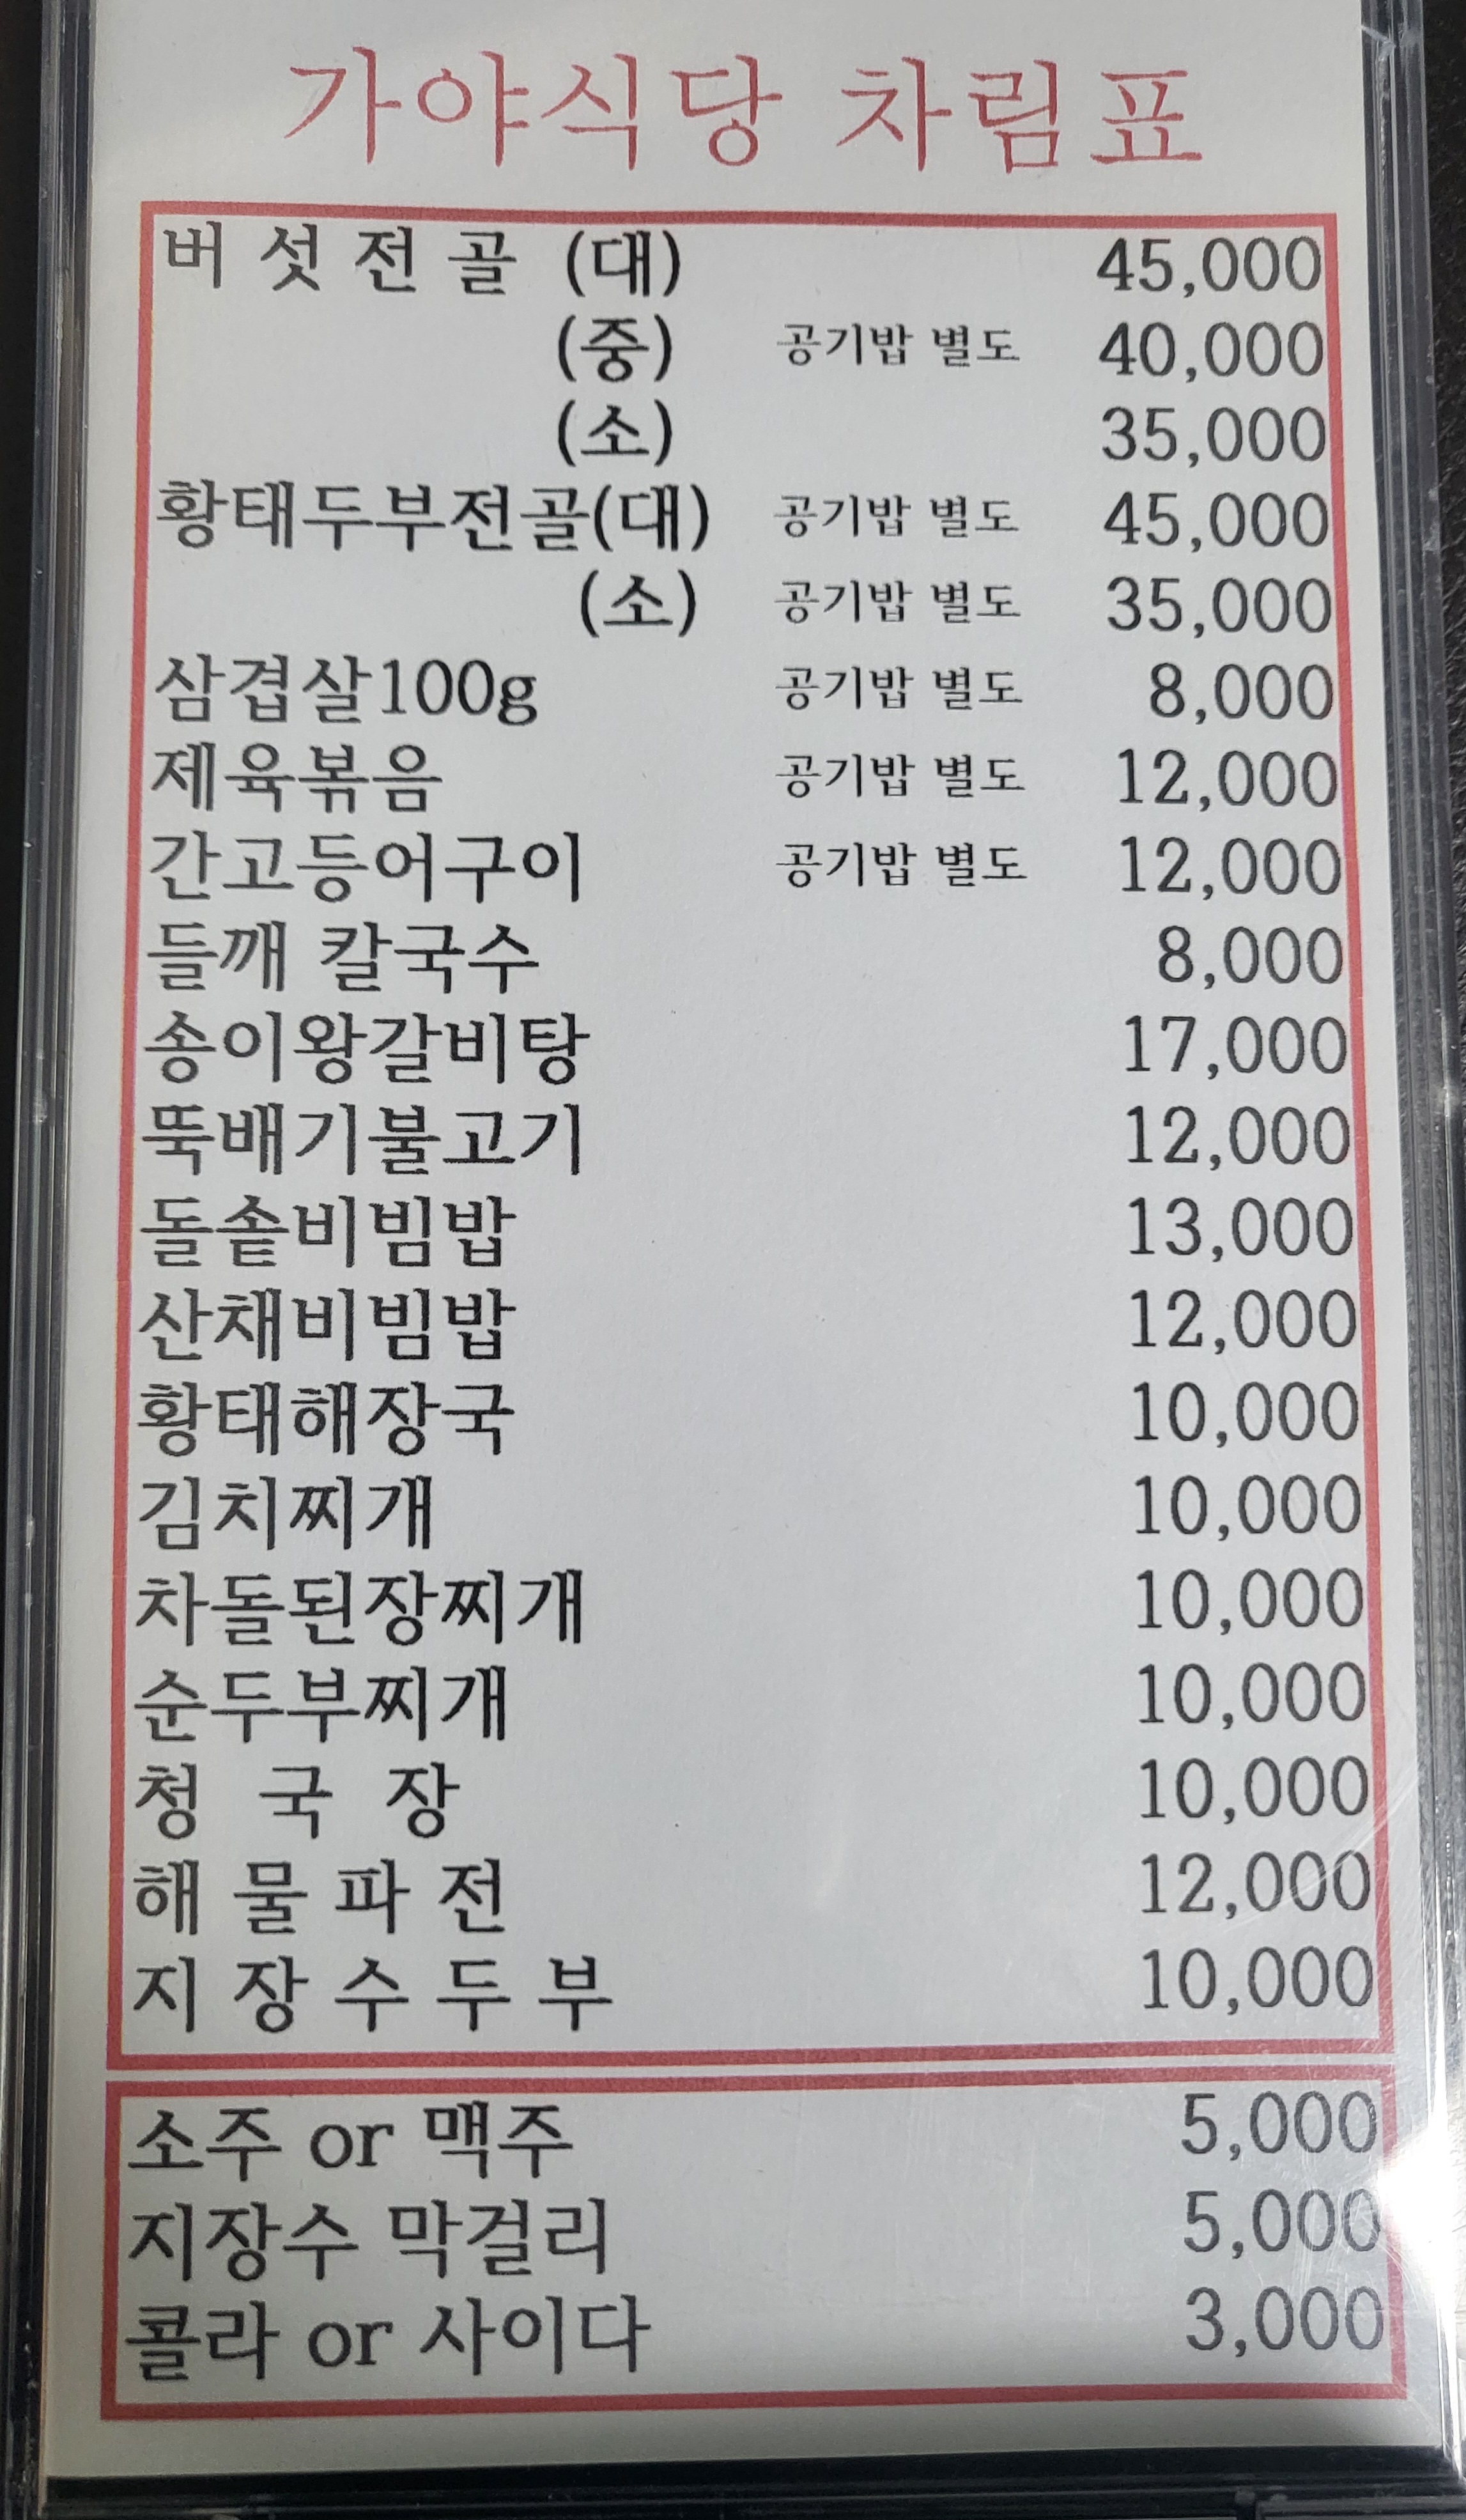 가야식당 차림표
버 섯 전 골 (대) 45,000
(중) 공기밥 별도 40,000
(소) 35,000
황태두부전골(대) 공기밥 별도 45,000
(소) 공기밥 별도 35,000
삼겹살100g 공기밥 별도 8,000
제육볶음 공기밥 별도 12,000
간고등어구이 공기밥 별도 12,000
들깨 칼국수 8,000
송이왕갈비탕 17,000
뚝배기불고기 12,000
돌솥비빔밥 13,000
산채비빔밥 12,000
황태해장국 10,000
김치찌개 10,000
차돌된장찌개 10,000
순두부찌개 10,000
청 국 장 10,000
해 물 파 전 12,000
지 장 수 두 부 10,000
소주 or 맥주 5,000
지장수 막걸리 5,000
콜라 or 사이다 3,000